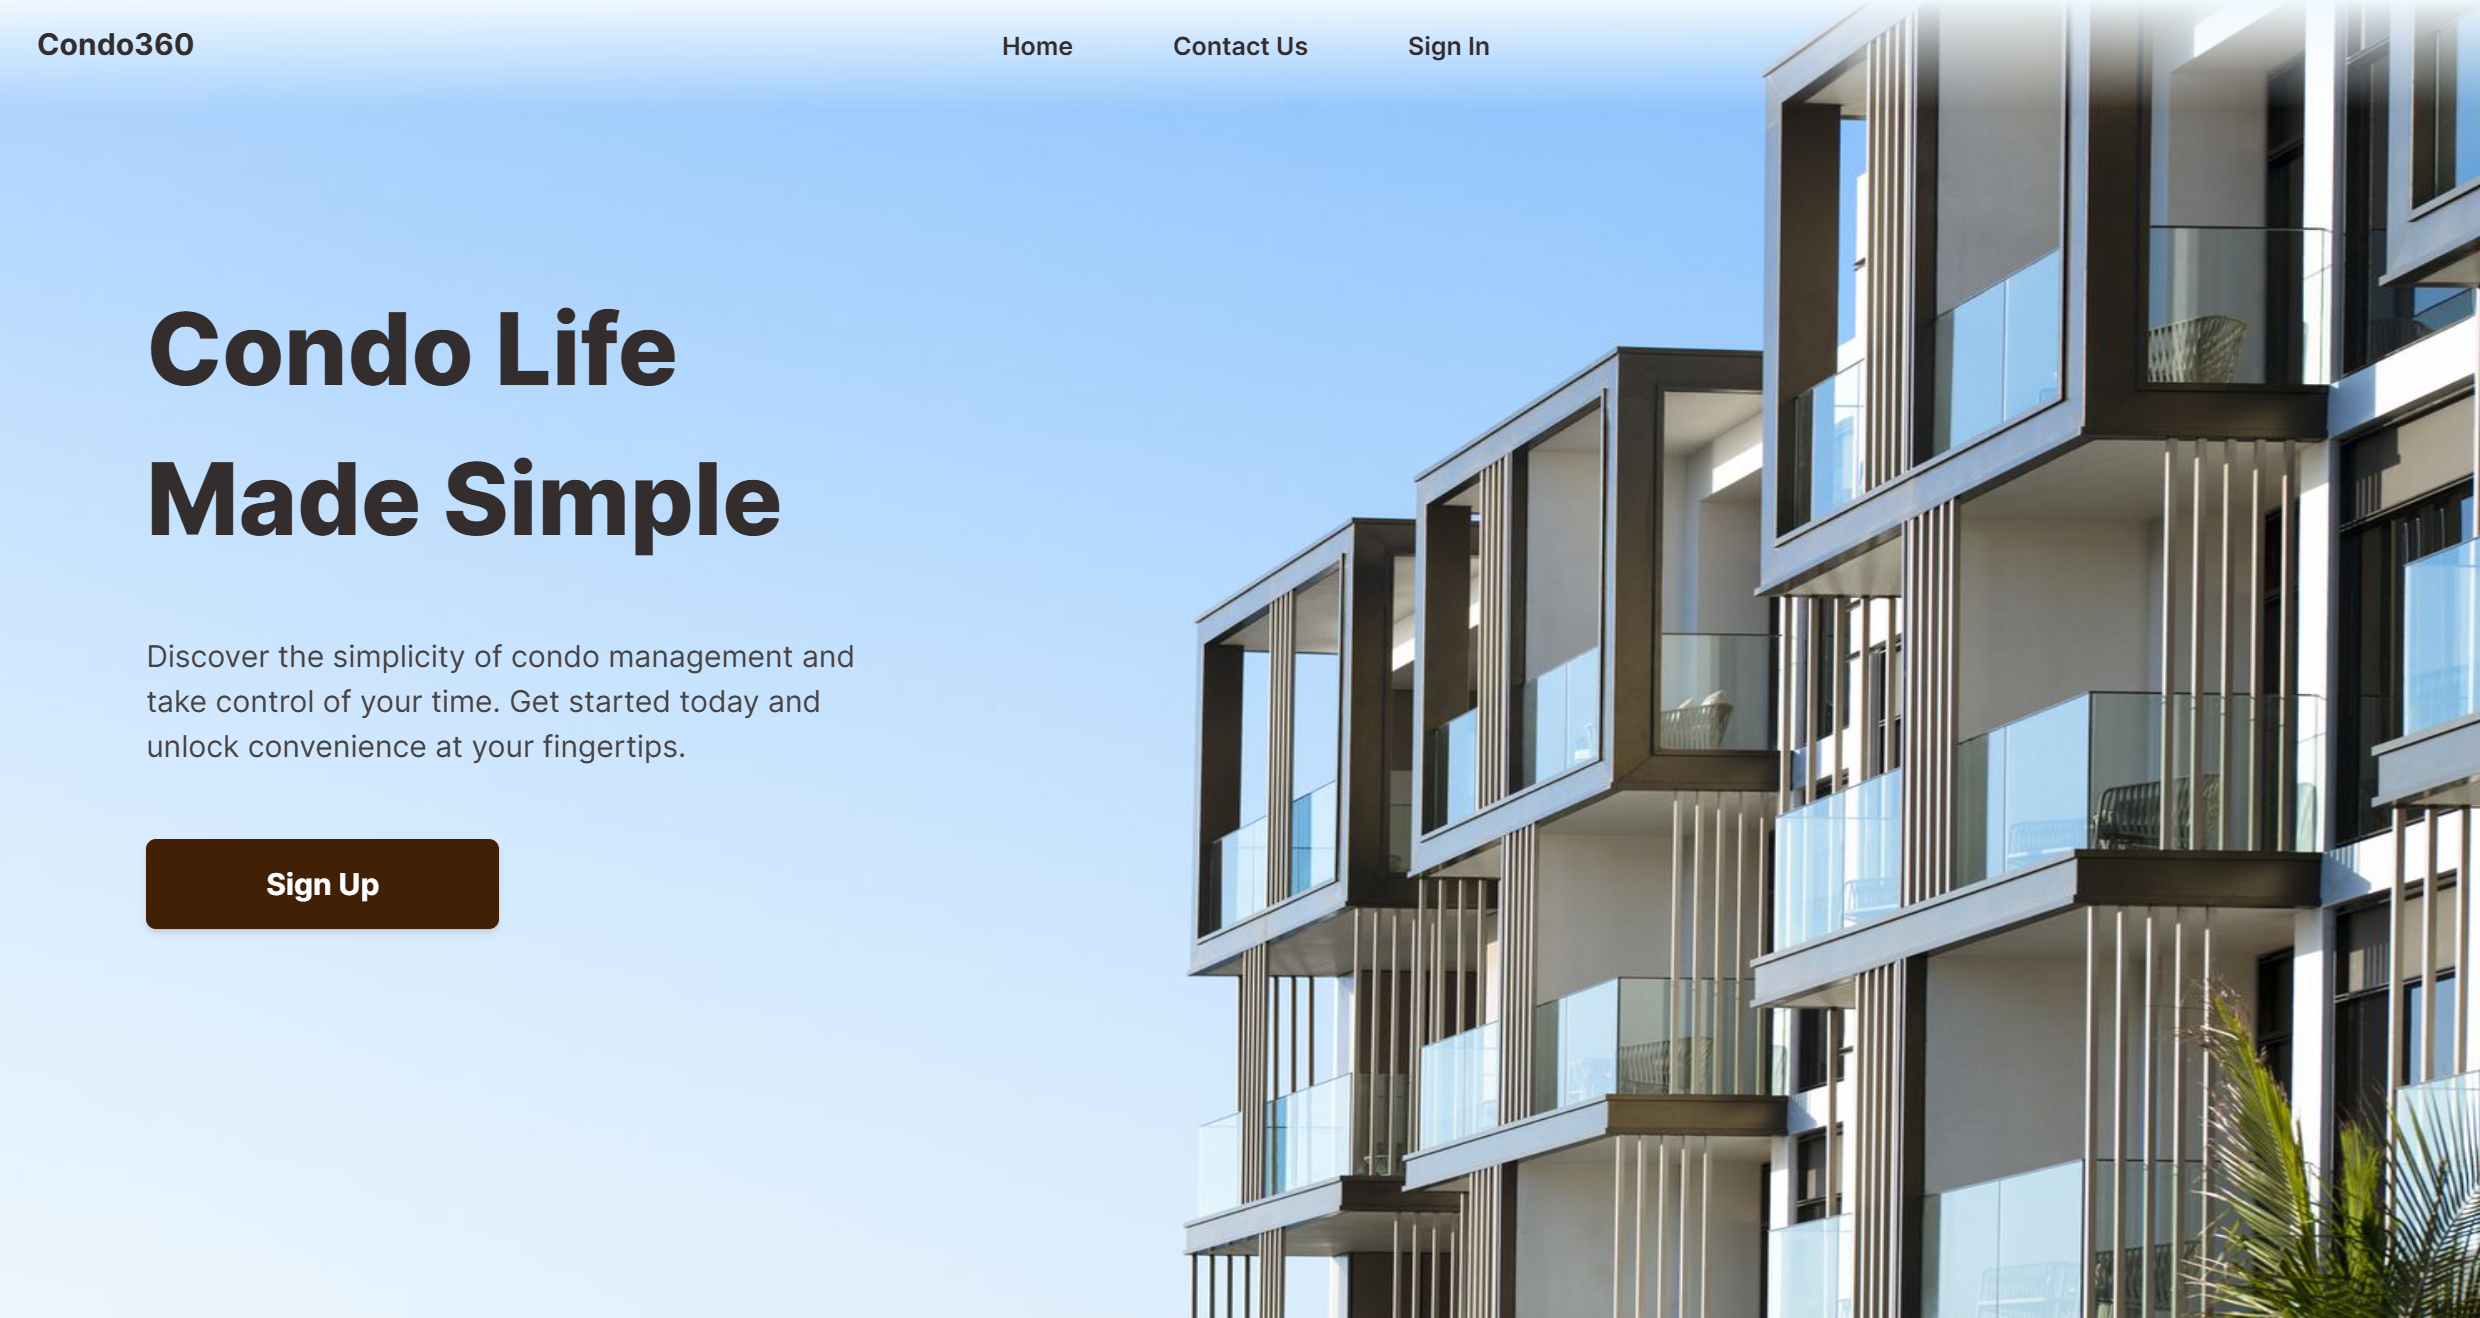 Condo360
Home
Contact Us
Sign In
Condo Life
Made Simple
Discover the simplicity of condo management and
take control of your time. Get started today and
unlock convenience at your fingertips.
Sign Up